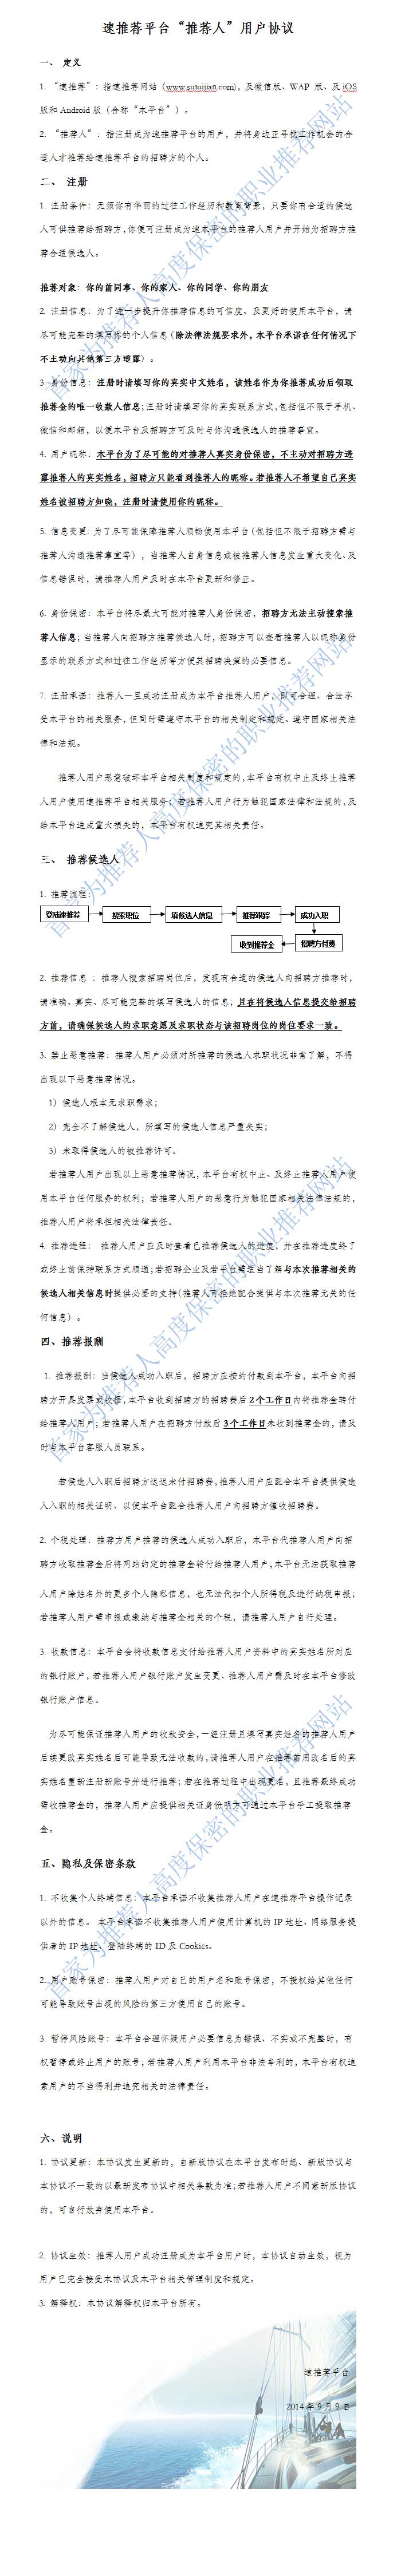 速推荐平台“推荐人”用户协议
一、 定义
1. “速推荐”：指速推荐网站（www.sutuijian.com)，及微信版、WAP 版、及 iOS
版和 Android 版（合称“本平台”）。
2. “推荐人”：指注册成为速推荐平台的用户，并将身边正寻找工作机会的合
适人才推荐给速推荐平台的招聘方的个人。
二、 注册
1. 注册条件：无须你有华丽的过往工作经历和教育背景，只要你有合适的候选
人可供推荐给招聘方，你便可注册成为速本平台的推荐人用户并开始为招聘方推
荐合适候选人。
推荐对象：你的前同事、你的家人、你的同学、你的朋友
2. 注册信息：为了进一步提升你推荐信息的可信度、及更好的使用本平台，请
尽可能完整的填写你的个人信息（除法律法规要求外，本平台承诺在任何情况下
不主动向其他第三方透露）。
3. 身份信息：注册时请填写你的真实中文姓名，该姓名作为你推荐成功后领取
推荐金的唯一收款人信息；注册时请填写你的真实联系方式，包括但不限于手机、
微信和邮箱，以便本平台及招聘方可及时与你沟通候选人的推荐事宜。
4. 用户昵称：本平台为了尽可能的对推荐人真实身份保密，不主动对招聘方透
露推荐人的真实姓名，招聘方只能看到推荐人的昵称。若推荐人不希望自己真实
姓名被招聘方知晓，注册时请使用你的昵称。
5. 信息变更：为了尽可能保障推荐人顺畅使用本平台（包括但不限于招聘方需与
推荐人沟通推荐事宜等），当推荐人自身信息或被推荐人信息发生重大变化、及
信息错误时，请推荐人用户及时在本平台更新和修正。
6. 身份保密：本平台将尽最大可能对推荐人身份保密，招聘方无法主动搜索推
荐人信息；当推荐人向招聘方推荐候选人时，招聘方可以查看推荐人以昵称身份
显示的联系方式和过往工作经历等方便其招聘决策的必要信息。
7. 注册承诺：推荐人一旦成功注册成为本平台推荐人用户，即可合理、合法享
受本平台的相关服务，但同时需遵守本平台的相关制定和规定、遵守国家相关法
律和法规。
推荐人用户恶意破坏本平台相关制度和规定的，本平台有权中止及终止推荐
人用户使用速推荐平台相关服务；若推荐人用户行为触犯国家法律和法规的，及
给本平台造成重大损失的，本平台有权追究其相关责任。
三、 推荐候选人
1. 推荐流程：
登陆速推荐 搜索职位 填候选人信息 推荐跟踪 成功入职
收到推荐金 招聘方付费
2. 推荐信息 ：推荐人搜索招聘岗位后，发现有合适的候选人向招聘方推荐时，
请准确、真实、尽可能完整的填写候选人的信息；且在将候选人信息提交给招聘
方前，请确保候选人的求职意愿及求职状态与该招聘岗位的岗位要求一致。
3. 禁止恶意推荐：推荐人用户必须对所推荐的候选人求职状况非常了解，不得
出现以下恶意推荐情况。
1）候选人根本无求职需求；
2）完全不了解候选人，所填写的候选人信息严重失实；
3）未取得候选人的被推荐许可。
若推荐人用户出现以上恶意推荐情况，本平台有权中止、及终止推荐人用户使
用本平台任何服务的权利；若推荐人用户的恶意行为触犯国家相关法律法规的，
推荐人用户将承担相关法律责任。
4. 推荐进程： 推荐人用户应及时查看已推荐候选人的进度，并在推荐进度终了
或终止前保持联系方式顺通；若招聘企业及若平台需适当了解与本次推荐相关的
候选人相关信息时提供必要的支持（推荐人可拒绝配合提供与本次推荐无关的任
何信息）。
四、推荐报酬
1. 推荐报酬：当候选人成功入职后，招聘方应按约付款到本平台，本平台向招
聘方开具发票或收据，本平台收到招聘方的招聘费后 2 个工作日内将推荐金转付
给推荐人用户；若推荐人用户在招聘方付款后 3 个工作日未收到推荐金的，请及
时与本平台客服人员联系。
若候选人入职后招聘方迟迟未付招聘费，推荐人用户应配合本平台提供候选
人入职的相关证明、以便本平台配合推荐人用户向招聘方催收招聘费。
2. 个税处理：推荐方用户推荐的候选人成功入职后，本平台代推荐人用户向招
聘方收取推荐金后将网站约定的推荐金转付给推荐人用户，本平台无法获取推荐
人用户除姓名外的更多个人隐私信息，也无法代扣个人所得税及进行纳税申报；
若推荐人用户需申报或缴纳与推荐金相关的个税，请推荐人用户自行处理。
3. 收款信息：本平台会将收款信息支付给推荐人用户资料中的真实姓名所对应
的银行账户，若推荐人用户银行账户发生变更、推荐人用户需及时在本平台修改
银行账户信息。
为尽可能保证推荐人用户的收款安全，一经注册且填写真实姓名的推荐人用户
后续更改真实姓名后可能导致无法收款的，请推荐人用户在推荐前用改名后的真
实姓名重新注册新账号并进行推荐；若在推荐过程中出现更名，且推荐最终成功
需收推荐金的，推荐人用户应提供相关证身份明方可通过本平台手工提取推荐
金。
五、隐私及保密条款
1. 不收集个人终端信息：本平台承诺不收集推荐人用户在速推荐平台操作记录
以外的信息。 本平台承诺不收集推荐人用户使用计算机的 IP 地址、网络服务提
供者的 IP 地址、登陆终端的 ID 及 Cookies。
2. 用户账号保密：推荐人用户对自己的用户名和账号保密，不授权给其他任何
可能导致账号出现的风险的第三方使用自己的账号。
3. 暂停风险账号：本平台合理怀疑用户必要信息为错误、不实或不完整时，有
权暂停或终止用户的账号；若推荐人用户利用本平台非法牟利的，本平台有权追
索用户的不当得利并追究相关的法律责任。
六、说明
1. 协议更新：本协议发生更新的，自新版协议在本平台发布时起、新版协议与
本协议不一致的以最新发布协议中相关条款为准；若推荐人用户不同意新版协议
的，可自行放弃使用本平台。
2. 协议生效：推荐人用户成功注册成为本平台用户时，本协议自动生效，视为
用户已完全接受本协议及本平台相关管理制度和规定。
3. 解释权：本协议解释权归本平台所有。
速推荐平台
2014 年 9 月 9 日
首家为推荐人高度保密的职业推荐网站
首家为推荐人高度保密的职业推荐网站
首家为推荐人高度保密的职业推荐网站
首家为推荐人高度保密的职业推荐网站